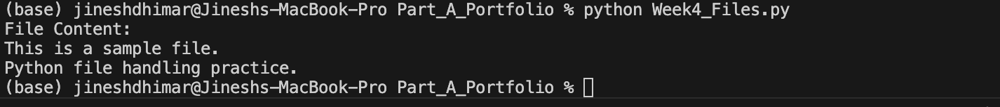 (base) jineshdhimar@Jineshs-MacBook-Pro Part_A_Portfolio % python Week4_Files.py
File Content:
This is a sample file.
Python file handling practice.
(base) jineshdhimar@Jineshs-MacBook-Pro Part_A_Portfolio %